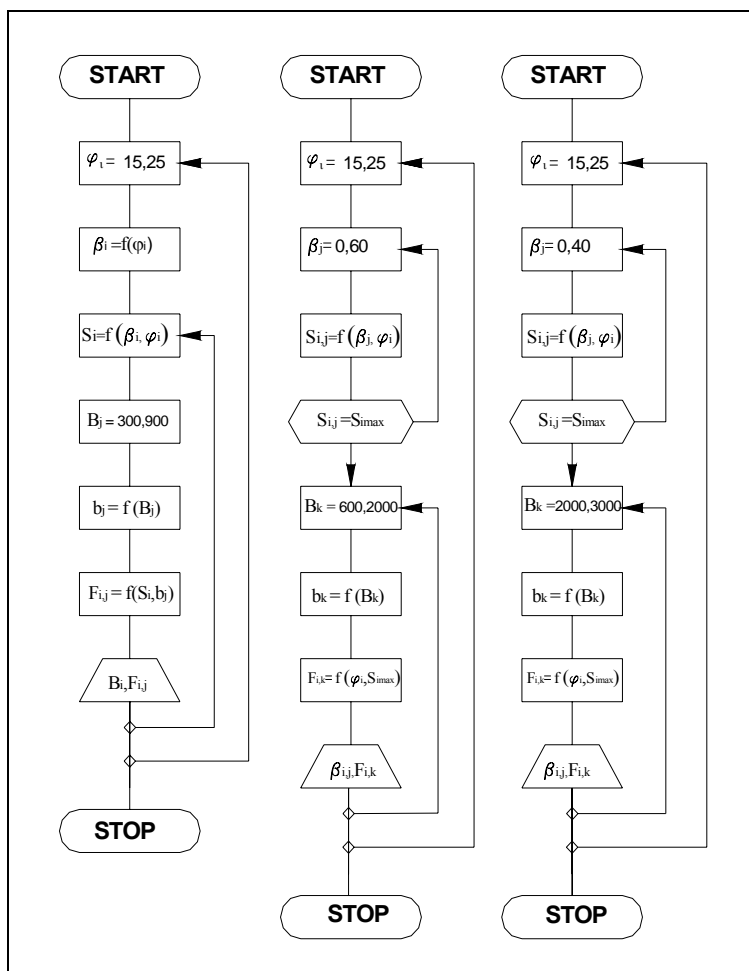 START
φι = 15,25
βi =f(φi)
Si=f (βi, φi)
Bj = 300,900
bj = f (Bj)
Fi,j = f(Si,bj)
Bi,Fi,j
STOP
START
φι = 15,25
βj = 0,60
Si,j=f (βj, φi)
Si,j =Simax
Bk = 600,2000
bk = f (Bk)
Fi,k= f (φi,Simax)
βi,j,Fi,k
STOP
START
φι = 15,25
βj = 0,40
Si,j=f (βj, φi)
Si,j =Simax
Bk =2000,3000
bk = f (Bk)
Fi,k= f (φi,Simax)
βi,j,Fi,k
STOP